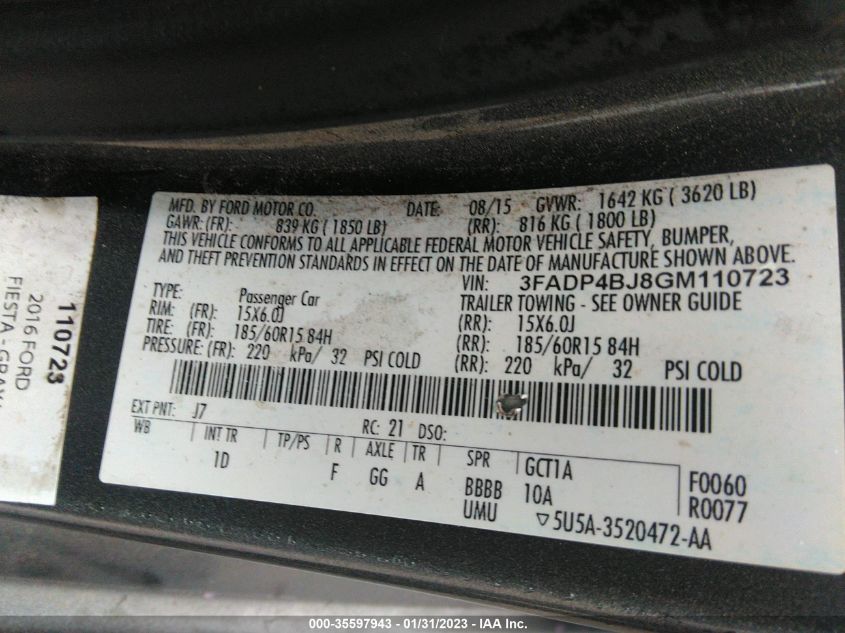 MFD. BY FORD MOTOR CO. DATE: 08/15 GVWR: 1642 KG ( 3620 LB)
GAWR: (FR): 839 KG ( 1850 LB) (RR): 816 KG ( 1800 LB)
THIS VEHICLE CONFORMS TO ALL APPLICABLE FEDERAL MOTOR VEHICLE SAFETY, BUMPER,
AND THEFT PREVENTION STANDARDS IN EFFECT ON THE DATE OF MANUFACTURE SHOWN ABOVE.
VIN: 3FADP4BJ8GM110723
TYPE: Passenger Car TRAILER TOWING - SEE OWNER GUIDE
RIM: (FR): 15X6.0J (RR): 15X6.0J
TIRE: (FR): 185/60R15 84H (RR): 185/60R15 84H
PRESSURE: (FR): 220 kPa/ 32 PSI COLD (RR): 220 kPa/ 32 PSI COLD
EXT PNT: J7 RC: 21 DSO:
WB INT TR TP/PS R AXLE TR SPR GCT1A F0060
1D F GG A BBBB 10A R0077
UMU ▽5U5A-3520472-AA
110723
2016 FORD
FIESTA - GRAY
000-35597943 - 01/31/2023 - IAA Inc.